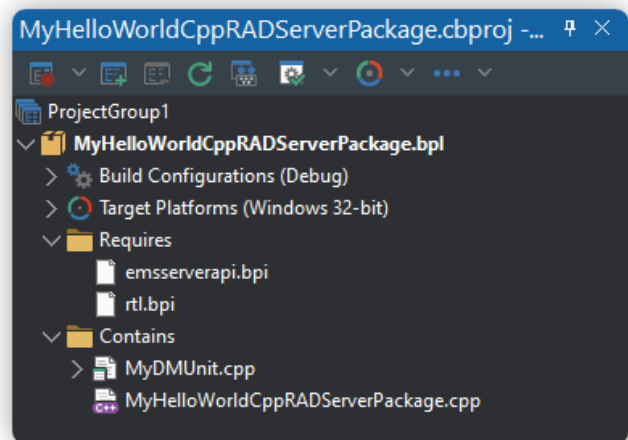 MyHelloWorldCppRADServerPackage.cbproj -...
ProjectGroup1
MyHelloWorldCppRADServerPackage.bpl
Build Configurations (Debug)
Target Platforms (Windows 32-bit)
Requires
emsserverapi.bpi
rtl.bpi
Contains
MyDMUnit.cpp
C++ MyHelloWorldCppRADServerPackage.cpp